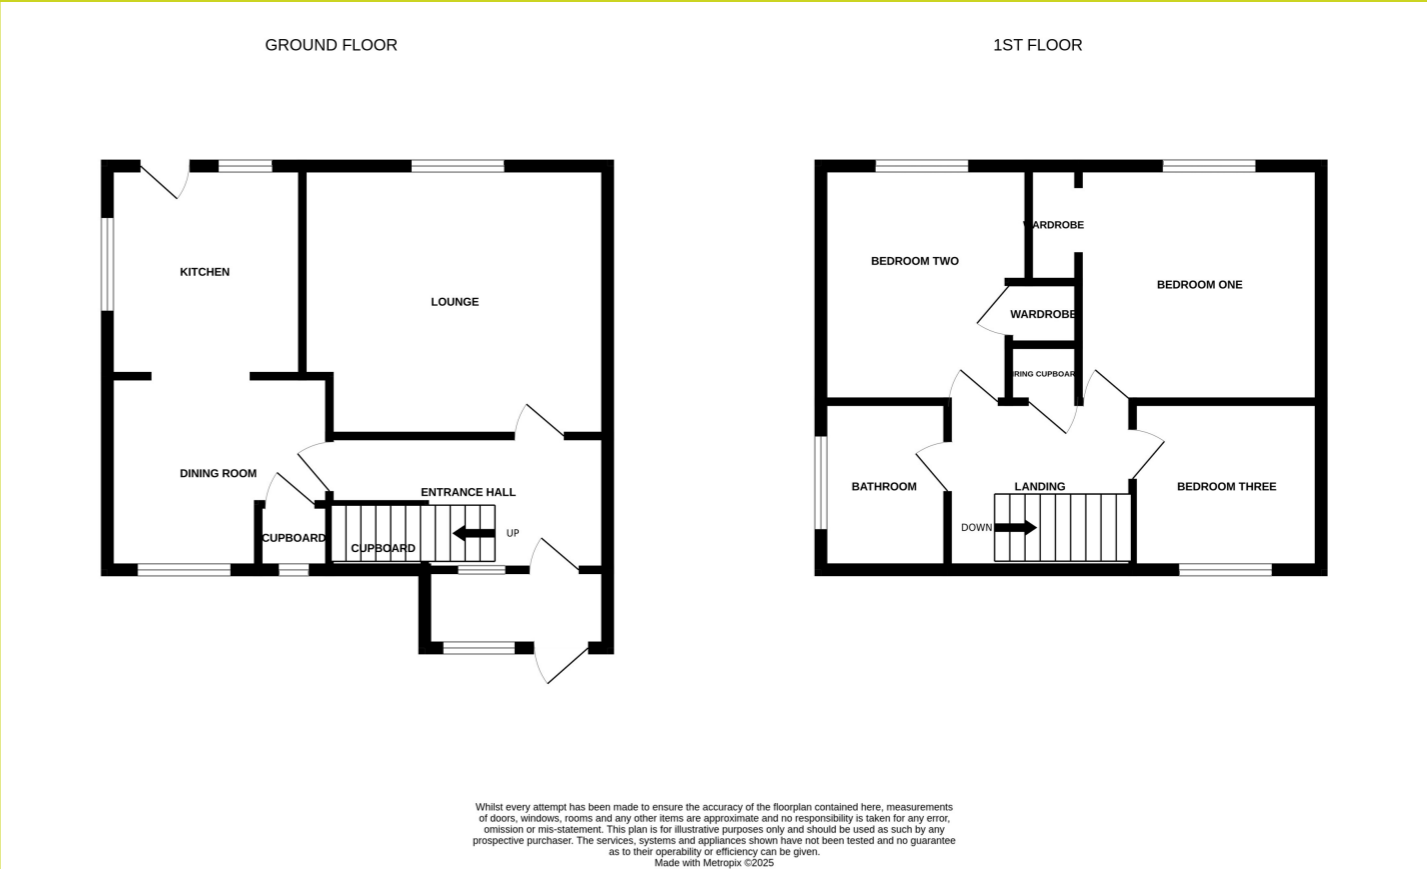 GROUND FLOOR
1ST FLOOR
KITCHEN
LOUNGE
DINING ROOM
ENTRANCE HALL
UP
CUPBOARD
CUPBOARD
WARDROBE
BEDROOM TWO
BEDROOM ONE
WARDROBE
IRING CUPBOAR
BATHROOM
LANDING
BEDROOM THREE
DOWN
Whilst every attempt has been made to ensure the accuracy of the floorplan contained here, measurements
of doors, windows, rooms and any other items are approximate and no responsibility is taken for any error,
omission or mis-statement. This plan is for illustrative purposes only and should be used as such by any
prospective purchaser. The services, systems and appliances shown have not been tested and no guarantee
as to their operability or efficiency can be given.
Made with Metropix ©2025